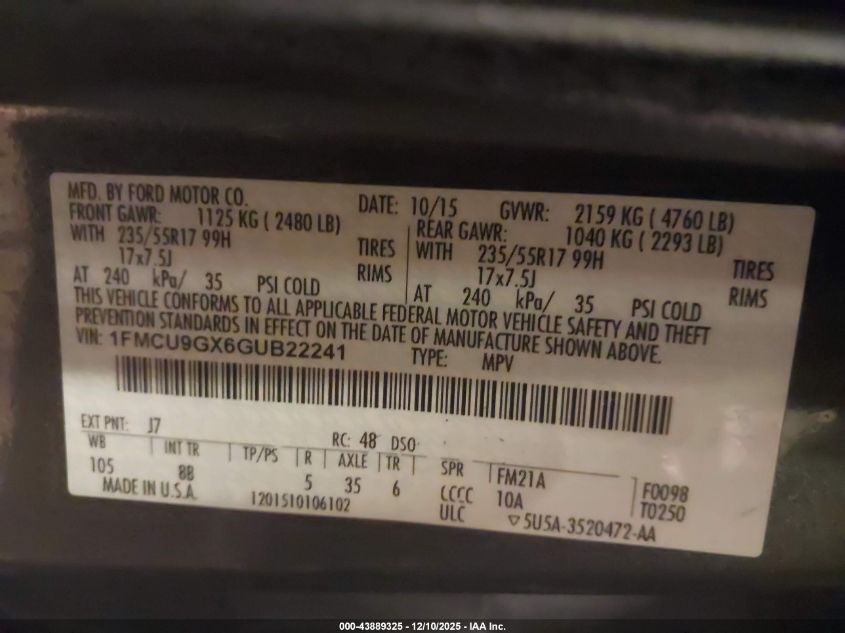 MFD. BY FORD MOTOR CO. DATE: 10/15 GVWR: 2159 KG ( 4760 LB)
FRONT GAWR: 1125 KG ( 2480 LB) REAR GAWR: 1040 KG ( 2293 LB)
WITH 235/55R17 99H TIRES WITH 235/55R17 99H TIRES
17x7.5J RIMS 17x7.5J RIMS
AT 240 kPa/ 35 PSI COLD AT 240 kPa/ 35 PSI COLD
THIS VEHICLE CONFORMS TO ALL APPLICABLE FEDERAL MOTOR VEHICLE SAFETY AND THEFT
PREVENTION STANDARDS IN EFFECT ON THE DATE OF MANUFACTURE SHOWN ABOVE.
VIN: 1FMCU9GX6GUB22241 TYPE: MPV
EXT PNT: J7 RC: 48 DSO:
WB INT TR TP/PS R AXLE TR SPR FM21A F0098
105 8B 5 35 6 CCCC 10A T0250
MADE IN U.S.A. 1201510106102 ULC ▽5U5A-3520472-AA
000-43889325 - 12/10/2025 - IAA Inc.